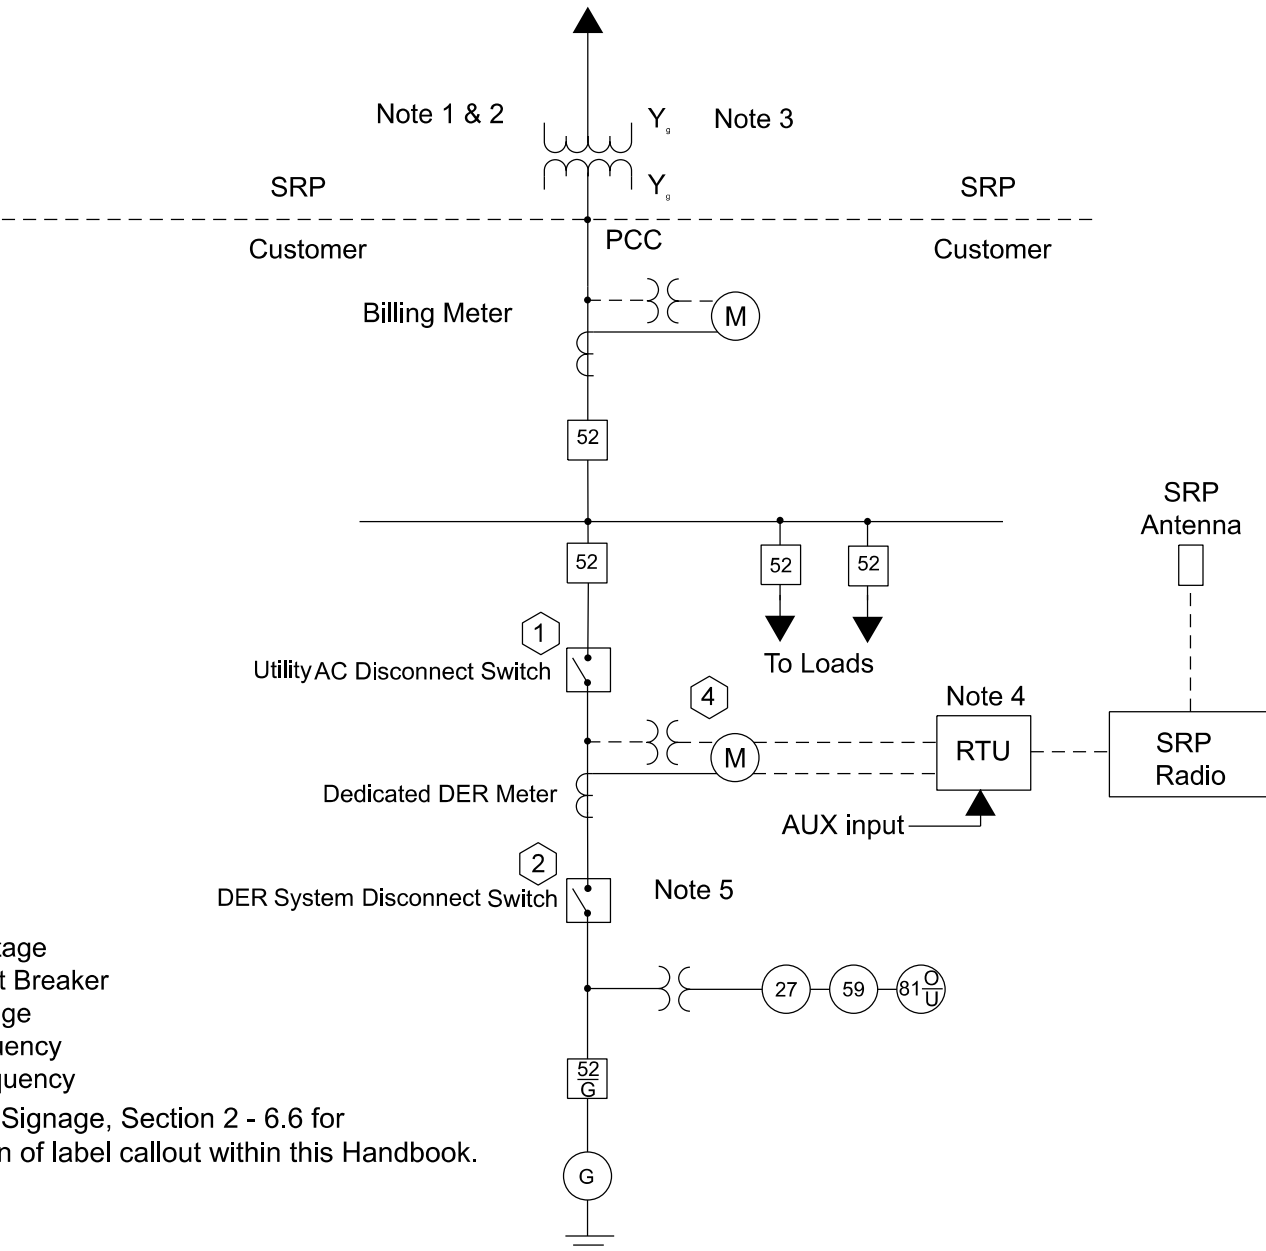 Note 1 & 2
Yg
Note 3
Yg
SRP
SRP
Customer
PCC
Customer
Billing Meter
M
52
SRP
Antenna
52
52
52
1
To Loads
Utility AC Disconnect Switch
4
Note 4
M
RTU
SRP
Radio
Dedicated DER Meter
AUX input
2
DER System Disconnect Switch
Note 5
27
59
81 O
U
tage
t Breaker
ge
uency
quency
52
G
Signage, Section 2 - 6.6 for
n of label callout within this Handbook.
G